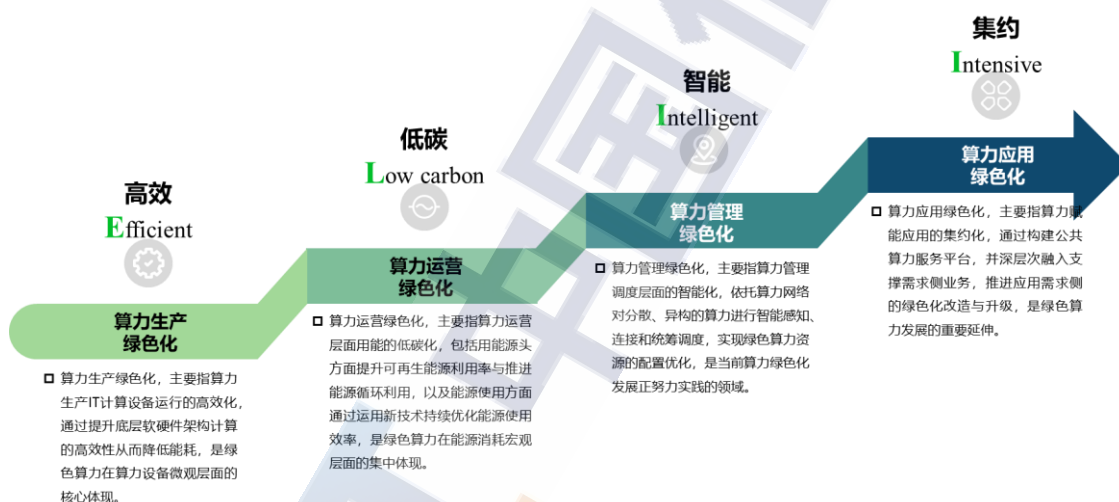 高效
Efficient
算力生产
绿色化
算力生产绿色化，主要指算力
生产IT计算设备运行的高效化，
通过提升底层软硬件架构计算
的高效性从而降低能耗，是绿
色算力在算力设备微观层面的
核心体现。
低碳
Low carbon
算力运营
绿色化
算力运营绿色化，主要指算力运营
层面用能的低碳化，包括用能源头
方面提升可再生能源利用率与推进
能源循环利用，以及能源使用方面
通过运用新技术持续优化能源使用
效率，是绿色算力在能源消耗宏观
层面的集中体现。
智能
Intelligent
算力管理
绿色化
算力管理绿色化，主要指算力管理
调度层面的智能化，依托算力网络
对分散、异构的算力进行智能感知、
连接和统筹调度，实现绿色算力资
源的配置优化，是当前算力绿色化
发展正努力实践的领域。
集约
Intensive
算力应用
绿色化
算力应用绿色化，主要指算力赋
能应用的集约化，通过构建公共
算力服务平台，并深层次融入支
撑需求侧业务，推进应用需求侧
的绿色化改造与升级，是绿色算
力发展的重要延伸。